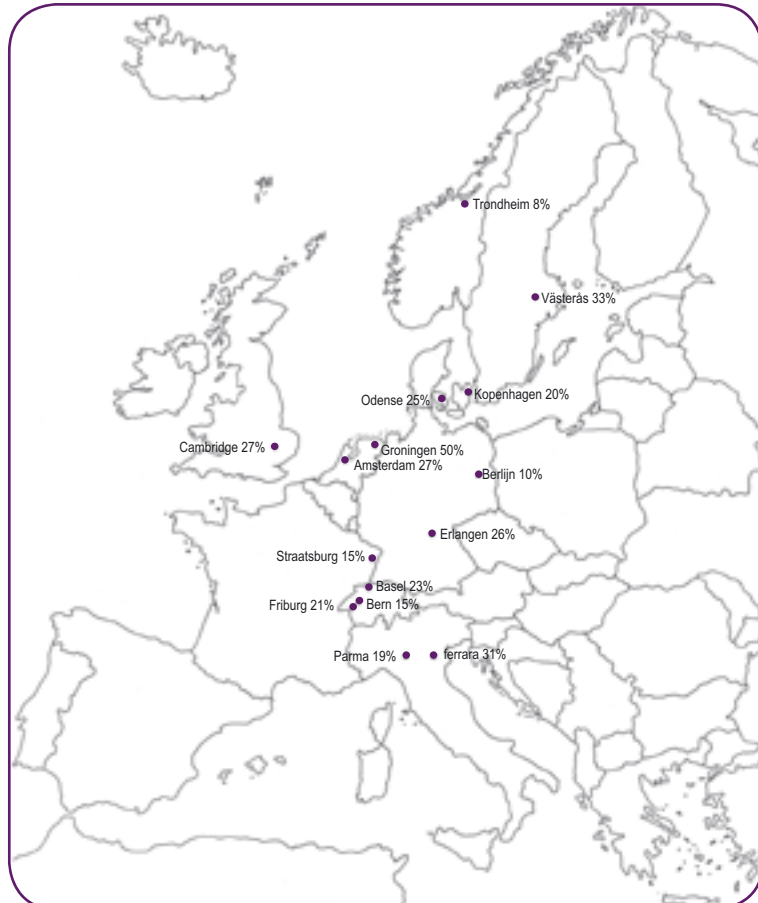 Trondheim 8%
Västerås 33%
Kopenhagen 20%
Odense 25%
Cambridge 27%
Groningen 50%
Amsterdam 27%
Berlijn 10%
Erlangen 26%
Straatsburg 15%
Basel 23%
Friburg 21%
Bern 15%
Parma 19%
ferrara 31%